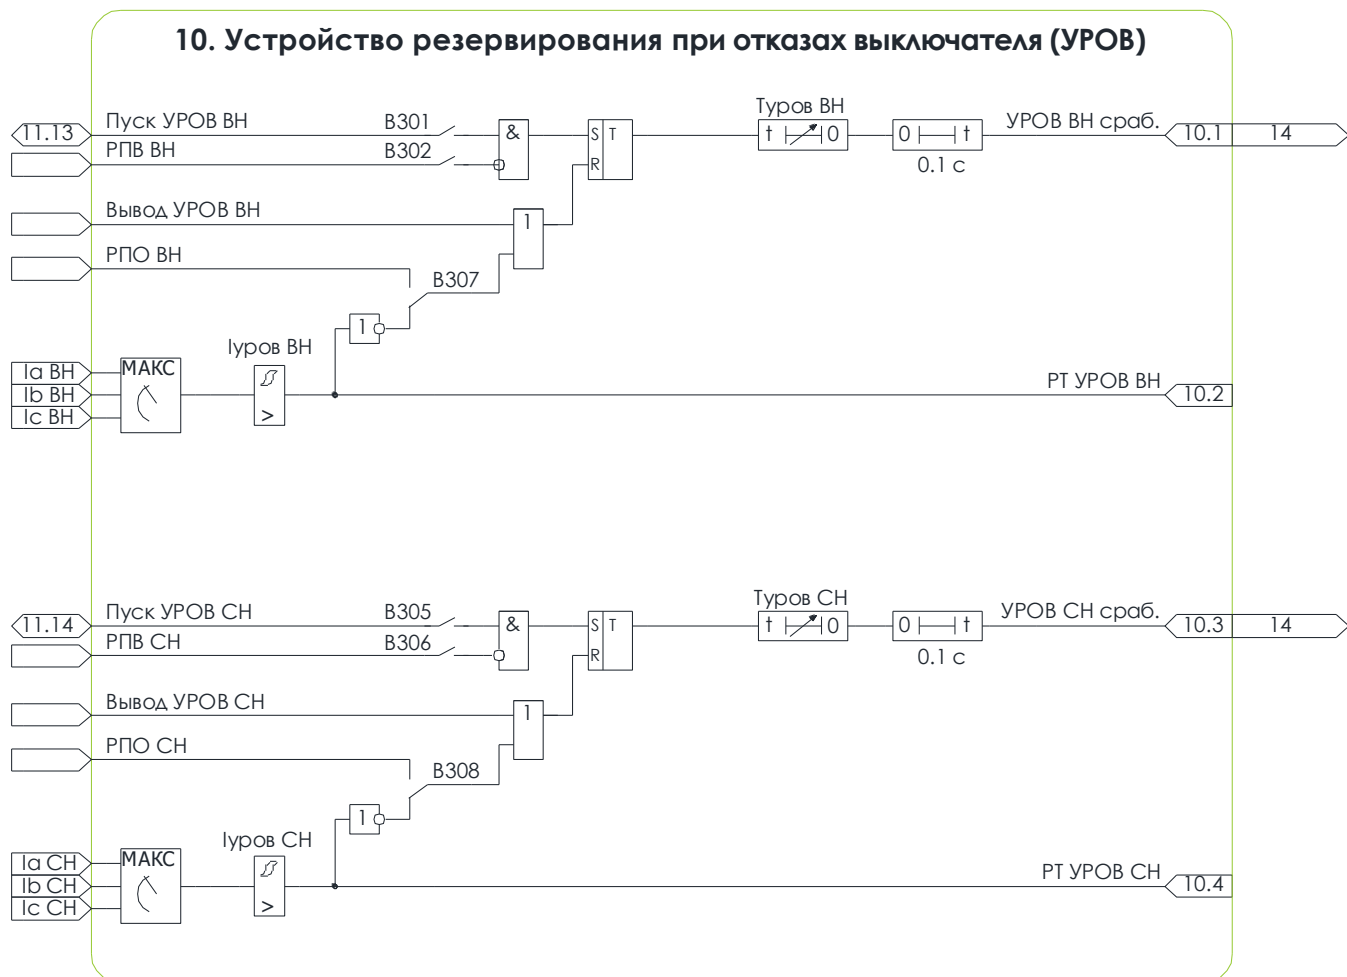 10. Устройство резервирования при отказах выключателя (УРОВ)
Туров ВН
11.13 Пуск УРОВ ВН В301 & S T t 0 0 t УРОВ ВН сраб. 10.1 14
РПВ ВН В302 R 0.1 с
Вывод УРОВ ВН 1
РПО ВН
В307
1
Iуров ВН
Ia ВН МАКС
Ib ВН > РТ УРОВ ВН 10.2
Ic ВН
Туров СН
11.14 Пуск УРОВ СН В305 & S T t 0 0 t УРОВ СН сраб. 10.3 14
РПВ СН В306 R 0.1 с
Вывод УРОВ СН 1
РПО СН
В308
1
Iуров СН
Ia СН МАКС
Ib СН > РТ УРОВ СН 10.4
Ic СН